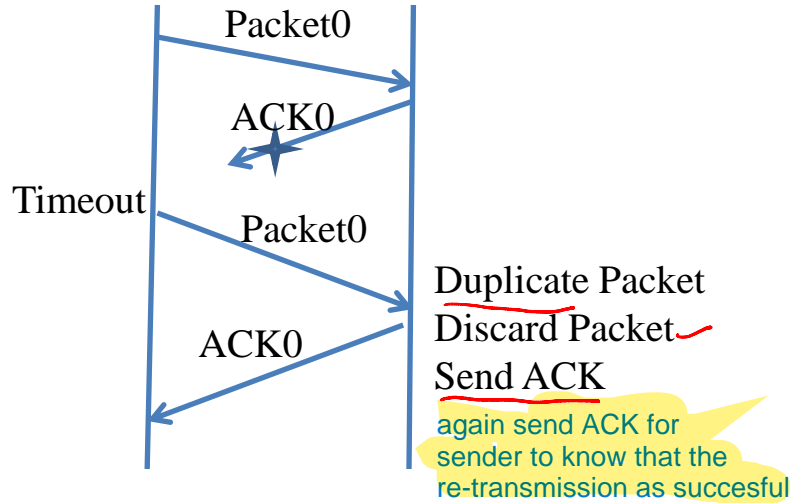 Packet0
ACK0
Timeout
Packet0
ACK0
Duplicate Packet
Discard Packet
Send ACK
again send ACK for
sender to know that the
re-transmission as succesful